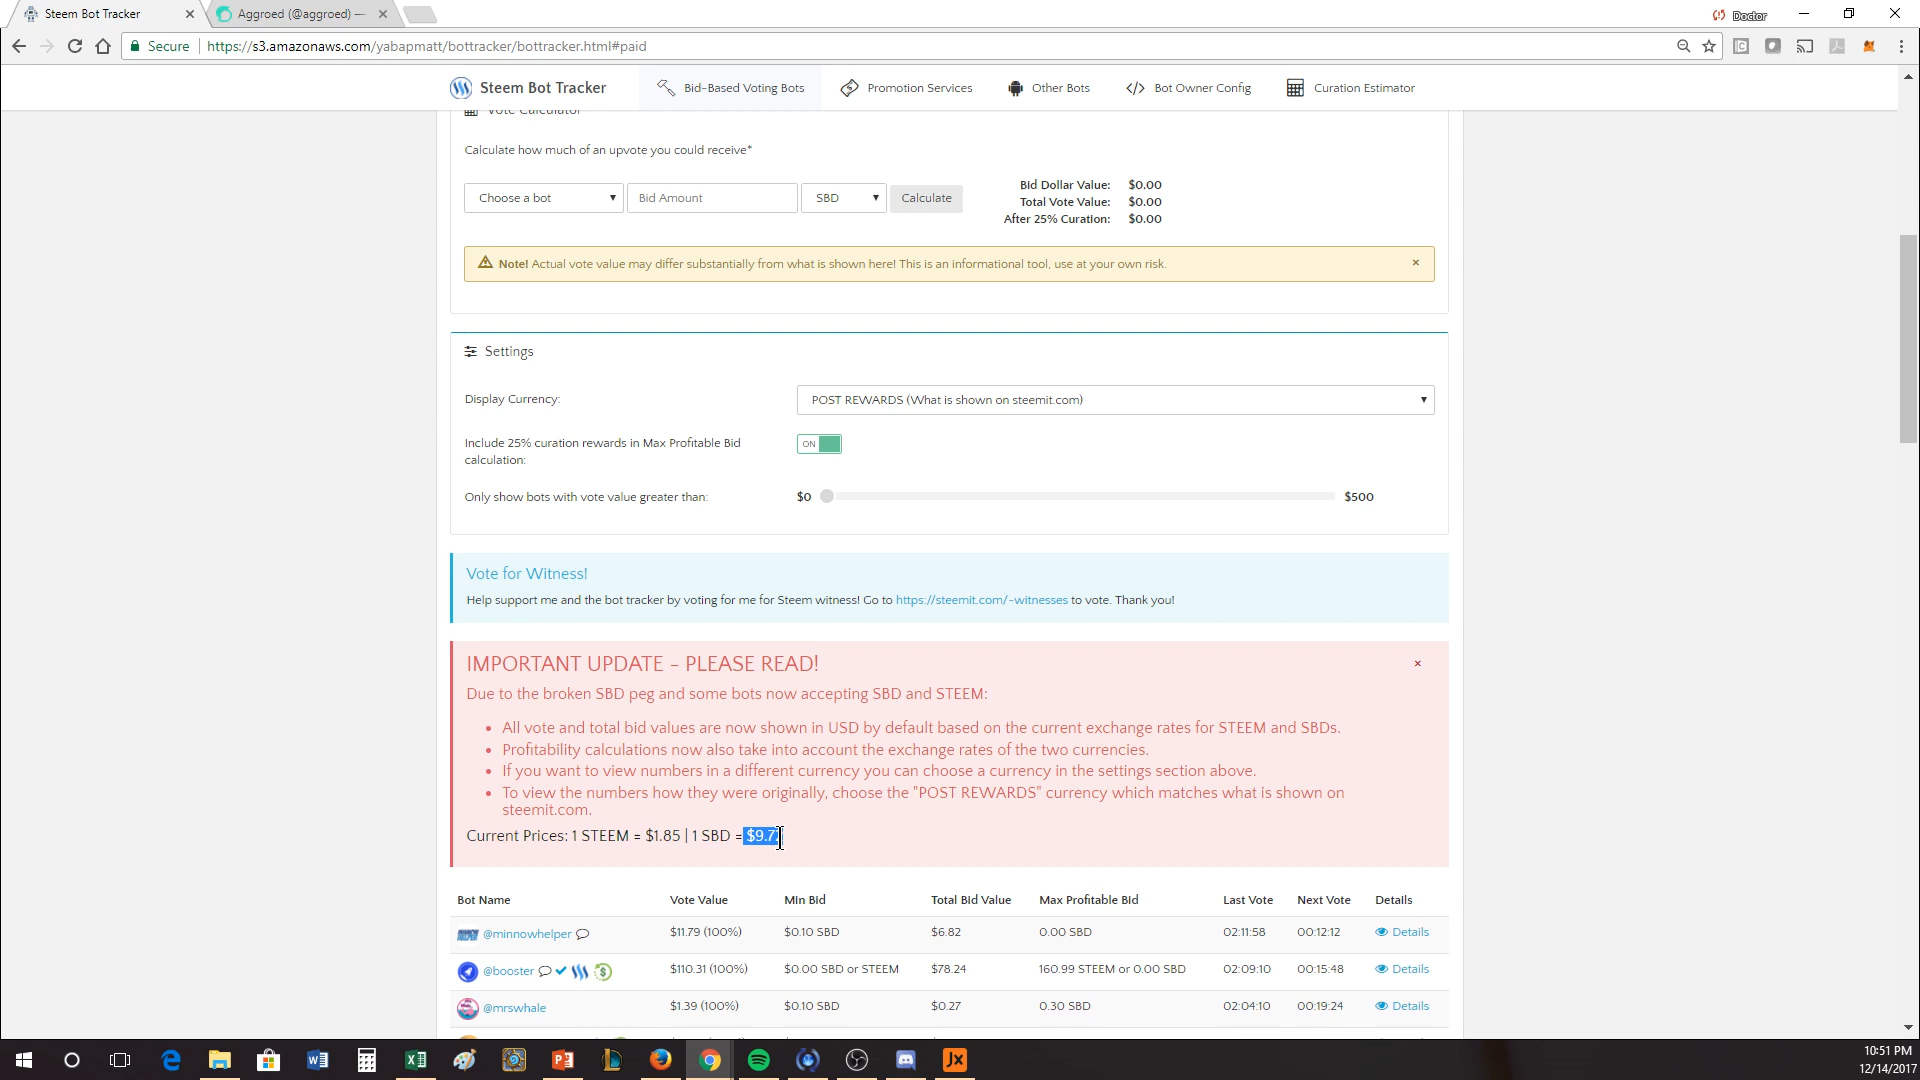 Steem Bot Tracker
Aggroed (@aggroed) —
Doctor
Secure
https://s3.amazonaws.com/yabapmatt/bottracker/bottracker.html#paid
Steem Bot Tracker
Bid-Based Voting Bots
Promotion Services
Other Bots
Bot Owner Config
Curation Estimator
Vote Calculator
Calculate how much of an upvote you could receive*
Choose a bot
Bid Amount
SBD
Calculate
Bid Dollar Value: $0.00
Total Vote Value: $0.00
After 25% Curation: $0.00
Note! Actual vote value may differ substantially from what is shown here! This is an informational tool, use at your own risk.
Settings
Display Currency:
POST REWARDS (What is shown on steemit.com)
Include 25% curation rewards in Max Profitable Bid
calculation:
ON
Only show bots with vote value greater than:
$0
$500
Vote for Witness!
Help support me and the bot tracker by voting for me for Steem witness! Go to https://steemit.com/~witnesses to vote. Thank you!
IMPORTANT UPDATE - PLEASE READ!
Due to the broken SBD peg and some bots now accepting SBD and STEEM:
• All vote and total bid values are now shown in USD by default based on the current exchange rates for STEEM and SBDs.
• Profitability calculations now also take into account the exchange rates of the two currencies.
• If you want to view numbers in a different currency you can choose a currency in the settings section above.
• To view the numbers how they were originally, choose the "POST REWARDS" currency which matches what is shown on
steemit.com.
Current Prices: 1 STEEM = $1.85 | 1 SBD =
Bot Name Vote Value Min Bid Total Bid Value Max Profitable Bid Last Vote Next Vote Details
@minnowhelper $11.79 (100%) $0.10 SBD $6.82 0.00 SBD 02:11:58 00:12:12 Details
@booster $110.31 (100%) $0.00 SBD or STEEM $78.24 160.99 STEEM or 0.00 SBD 02:09:10 00:15:48 Details
@mrswhale $1.39 (100%) $0.10 SBD $0.27 0.30 SBD 02:04:10 00:19:24 Details
10:51 PM
12/14/2017